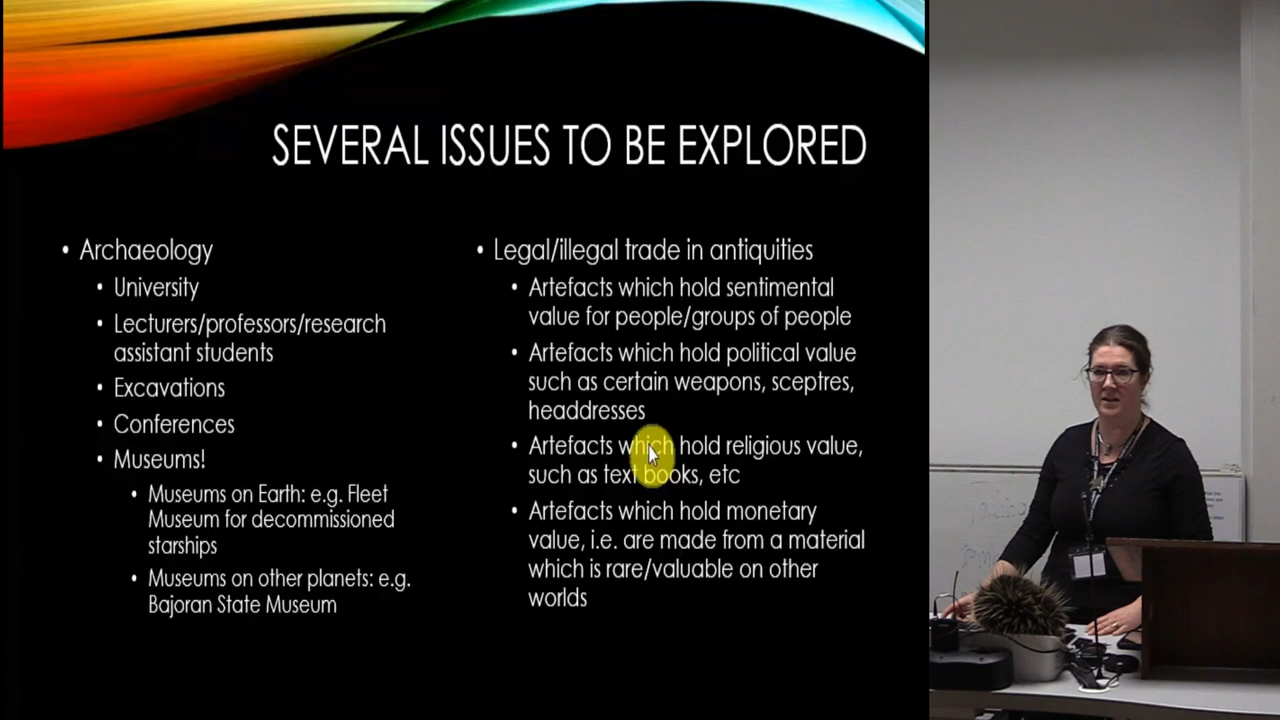 SEVERAL ISSUES TO BE EXPLORED
• Archaeology
• University
• Lecturers/professors/research
assistant students
• Excavations
• Conferences
• Museums!
• Museums on Earth: e.g. Fleet
Museum for decommissioned
starships
• Museums on other planets: e.g.
Bajoran State Museum
• Legal/illegal trade in antiquities
• Artefacts which hold sentimental
value for people/groups of people
• Artefacts which hold political value
such as certain weapons, sceptres,
headdresses
• Artefacts which hold religious value,
such as text books, etc
• Artefacts which hold monetary
value, i.e. are made from a material
which is rare/valuable on other
worlds